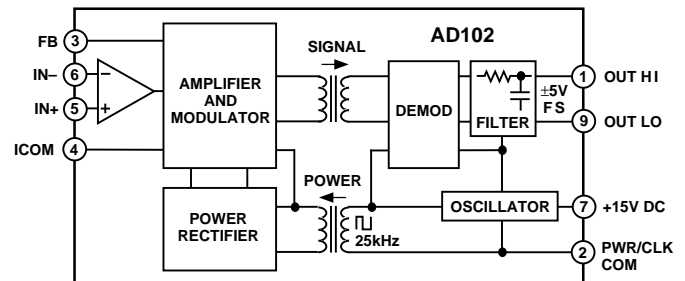 AD102
FB 3
IN– 6
–
IN+ 5
+
ICOM 4
AMPLIFIER
AND
MODULATOR
SIGNAL
DEMOD
±5V
F S
FILTER
1 OUT HI
9 OUT LO
POWER
RECTIFIER
POWER
25kHz
OSCILLATOR
7 +15V DC
2 PWR/CLK
COM